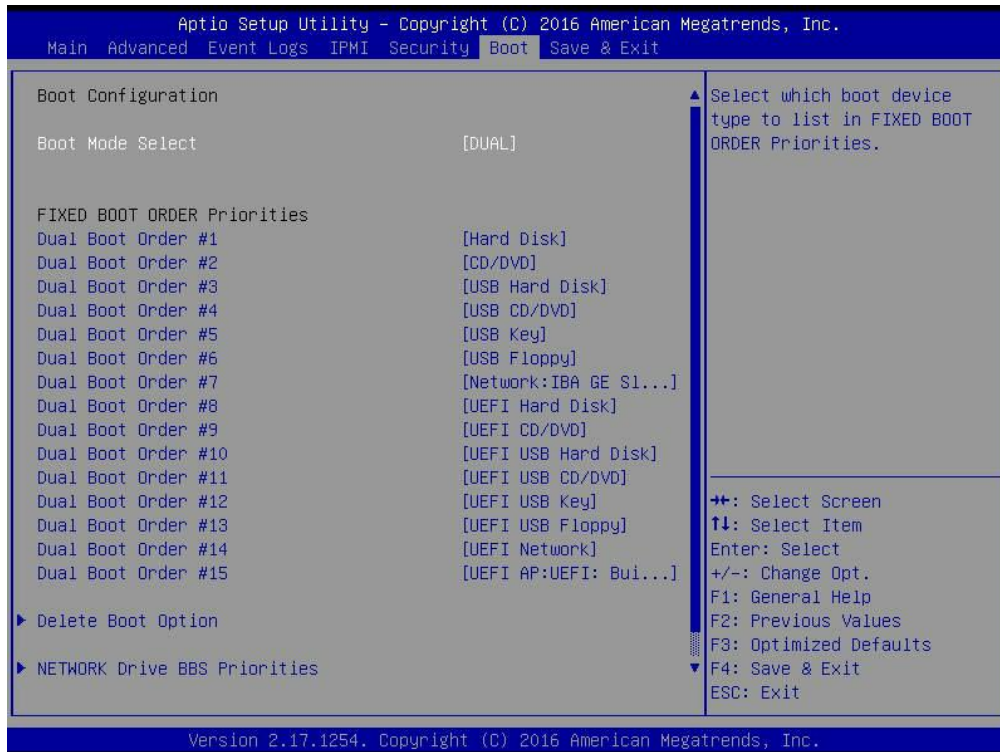 Aptio Setup Utility – Copyright (C) 2016 American Megatrends, Inc.
Main Advanced Event Logs IPMI Security Boot Save & Exit
Boot Configuration
Boot Mode Select [DUAL]
FIXED BOOT ORDER Priorities
Dual Boot Order #1 [Hard Disk]
Dual Boot Order #2 [CD/DVD]
Dual Boot Order #3 [USB Hard Disk]
Dual Boot Order #4 [USB CD/DVD]
Dual Boot Order #5 [USB Key]
Dual Boot Order #6 [USB Floppy]
Dual Boot Order #7 [Network:IBA GE Sl...]
Dual Boot Order #8 [UEFI Hard Disk]
Dual Boot Order #9 [UEFI CD/DVD]
Dual Boot Order #10 [UEFI USB Hard Disk]
Dual Boot Order #11 [UEFI USB CD/DVD]
Dual Boot Order #12 [UEFI USB Key]
Dual Boot Order #13 [UEFI USB Floppy]
Dual Boot Order #14 [UEFI Network]
Dual Boot Order #15 [UEFI AP:UEFI: Bui...]
Delete Boot Option
NETWORK Drive BBS Priorities
Select which boot device
type to list in FIXED BOOT
ORDER Priorities.
→←: Select Screen
↑↓: Select Item
Enter: Select
+/-: Change Opt.
F1: General Help
F2: Previous Values
F3: Optimized Defaults
F4: Save & Exit
ESC: Exit
Version 2.17.1254. Copyright (C) 2016 American Megatrends, Inc.